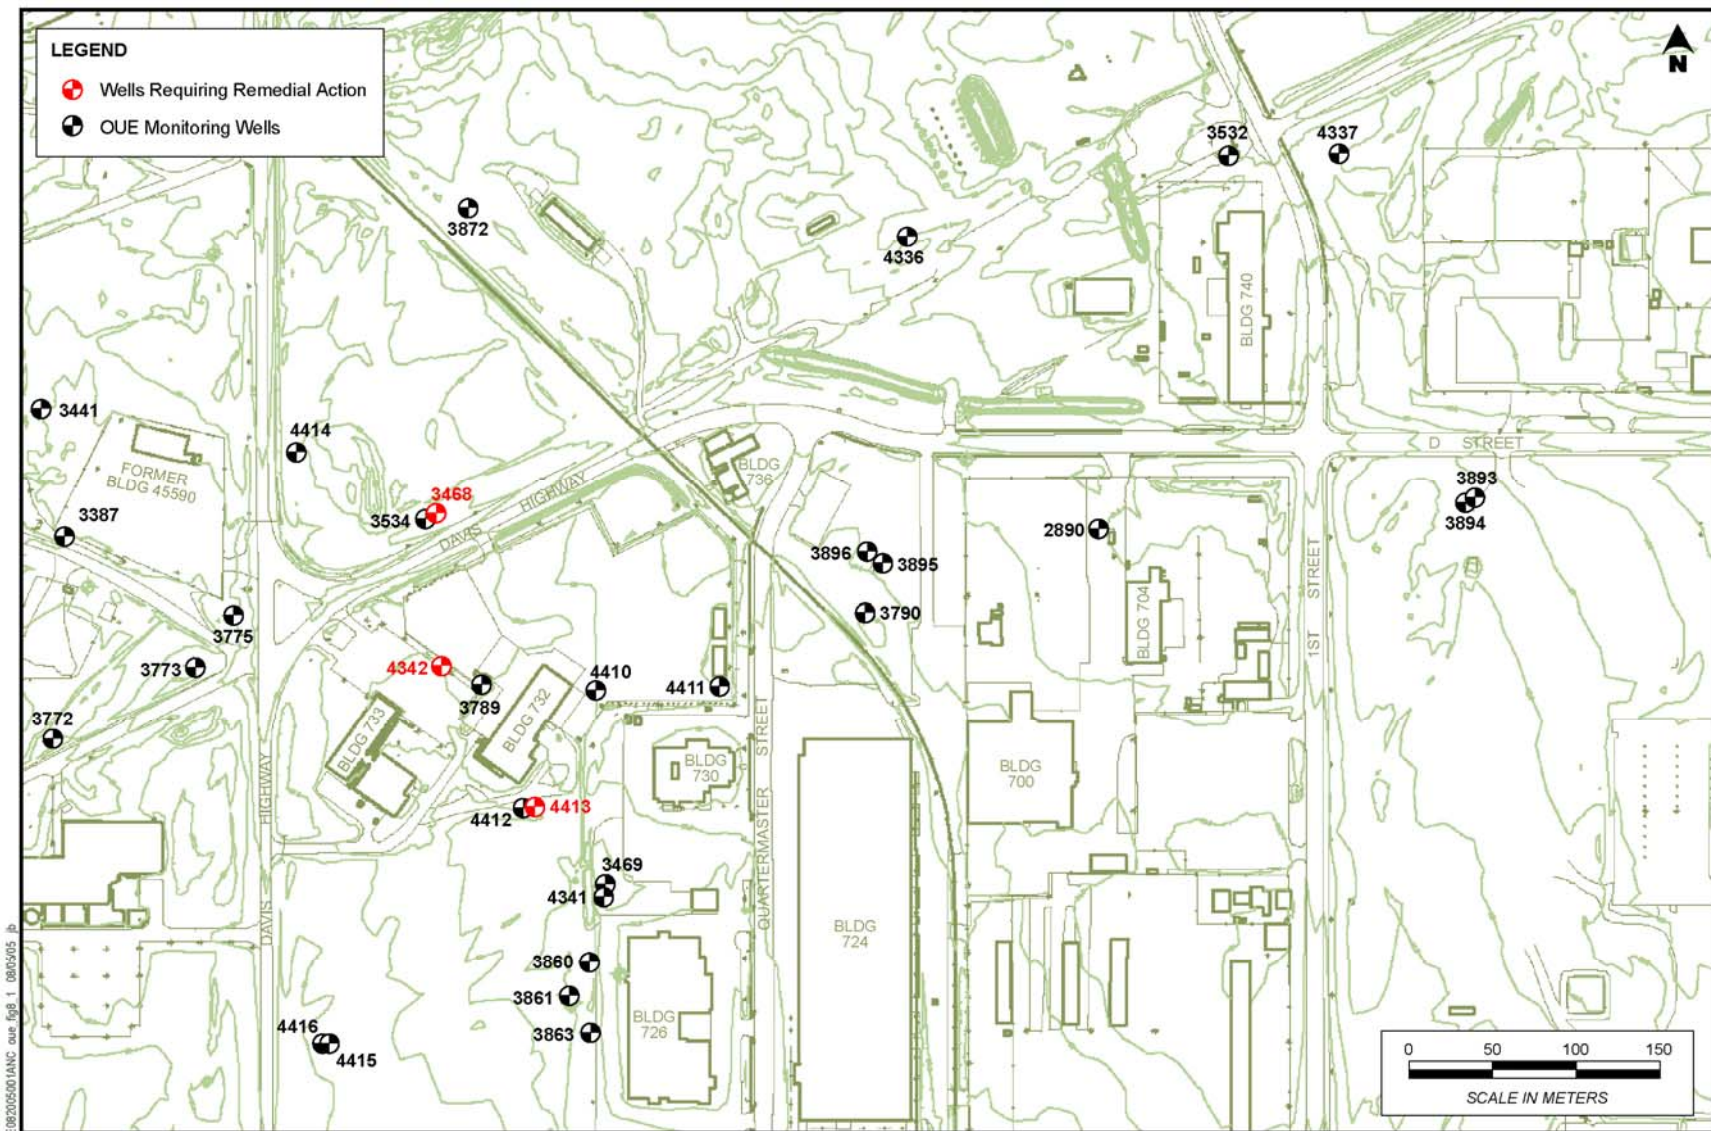 LEGEND
Wells Requiring Remedial Action
OUE Monitoring Wells
N
3532
4337
3872
4336
BLDG 740
3441
4414
D STREET
FORMER
BLDG 45590
BLDG
736
3468
3534
DAVIS HIGHWAY
3893
3894
3387
2890
3896
3895
3790
1ST STREET
BLDG 704
3775
3773
4342
3789
4410
4411
3772
BLDG 733
BLDG 732
BLDG
730
BLDG
700
QUARTERMASTER STREET
DAVIS HIGHWAY
4412
4413
3469
4341
BLDG
724
3860
3861
3863
BLDG
726
4416
4415
0 50 100 150
SCALE IN METERS